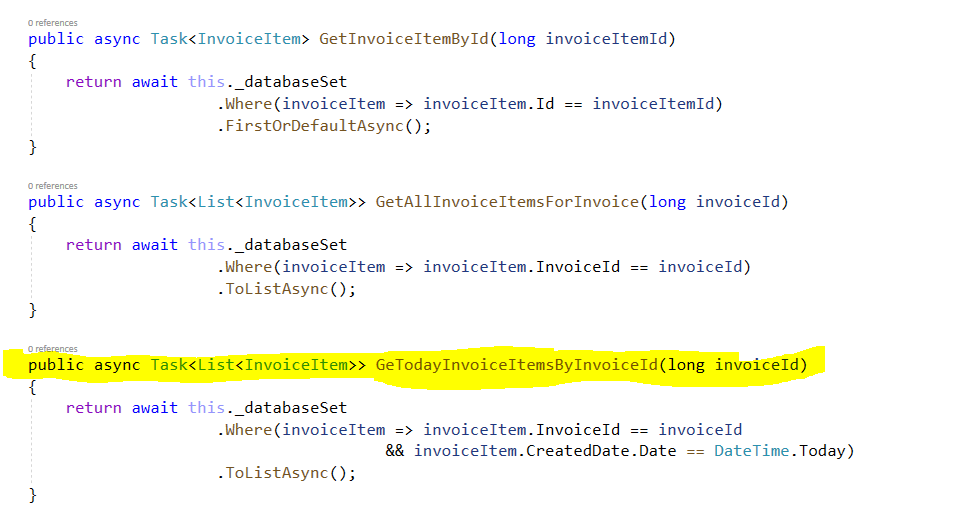 0 references
public async Task<InvoiceItem> GetInvoiceItemById(long invoiceItemId)
{
return await this._databaseSet
.Where(invoiceItem => invoiceItem.Id == invoiceItemId)
.FirstOrDefaultAsync();
}
0 references
public async Task<List<InvoiceItem>> GetAllInvoiceItemsForInvoice(long invoiceId)
{
return await this._databaseSet
.Where(invoiceItem => invoiceItem.InvoiceId == invoiceId)
.ToListAsync();
}
0 references
public async Task<List<InvoiceItem>> GeTodayInvoiceItemsByInvoiceId(long invoiceId)
{
return await this._databaseSet
.Where(invoiceItem => invoiceItem.InvoiceId == invoiceId
&& invoiceItem.CreatedDate.Date == DateTime.Today)
.ToListAsync();
}